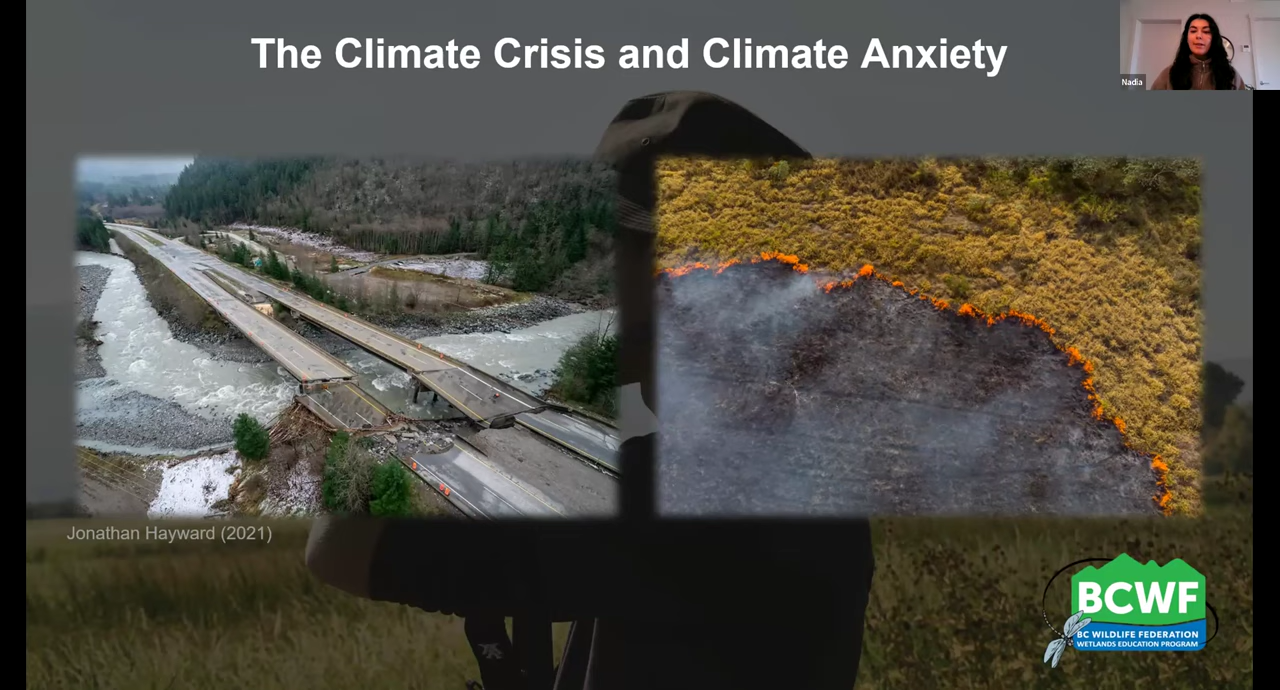 The Climate Crisis and Climate Anxiety
Nadia
Jonathan Hayward (2021)
BCWF
BC WILDLIFE FEDERATION
WETLANDS EDUCATION PROGRAM